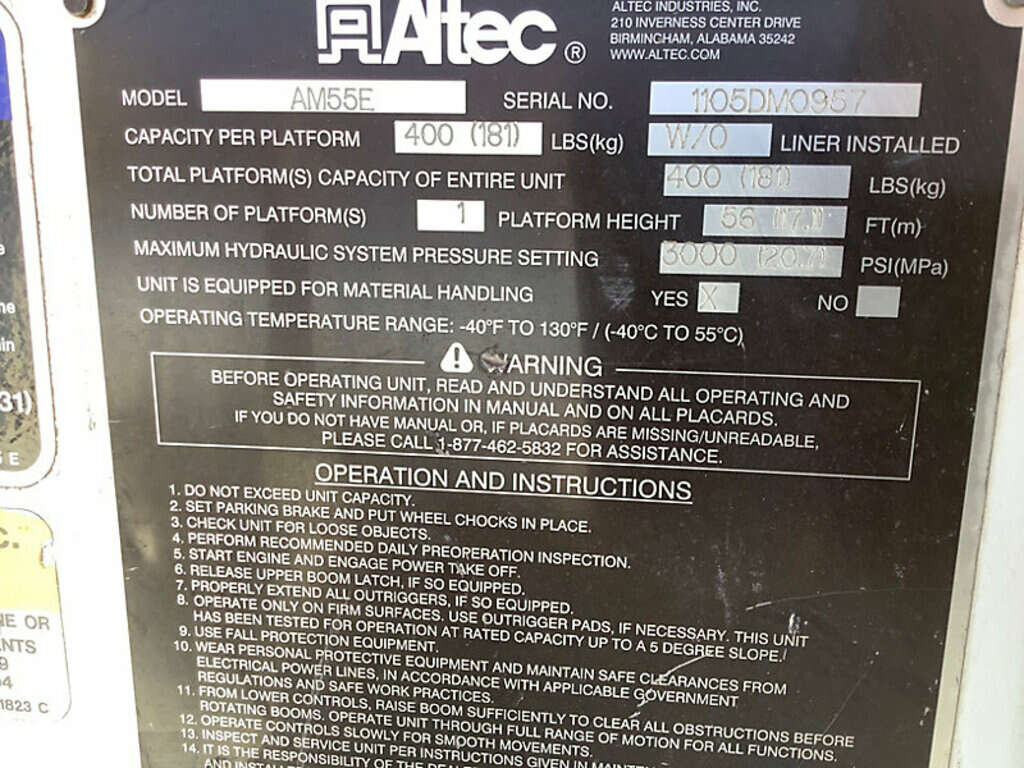 Altec ®
ALTEC INDUSTRIES, INC.
210 INVERNESS CENTER DRIVE
BIRMINGHAM, ALABAMA 35242
WWW.ALTEC.COM
MODEL AM55E SERIAL NO. 1105DM0957
CAPACITY PER PLATFORM 400 (181) LBS(kg) W/O LINER INSTALLED
TOTAL PLATFORM(S) CAPACITY OF ENTIRE UNIT 400 (181) LBS(kg)
NUMBER OF PLATFORM(S) 1 PLATFORM HEIGHT 56 (17.1) FT(m)
MAXIMUM HYDRAULIC SYSTEM PRESSURE SETTING 3000 (20.7) PSI(MPa)
UNIT IS EQUIPPED FOR MATERIAL HANDLING YES X NO
OPERATING TEMPERATURE RANGE: -40°F TO 130°F / (-40°C TO 55°C)
WARNING
BEFORE OPERATING UNIT, READ AND UNDERSTAND ALL OPERATING AND
SAFETY INFORMATION IN MANUAL AND ON ALL PLACARDS.
IF YOU DO NOT HAVE MANUAL OR, IF PLACARDS ARE MISSING/UNREADABLE,
PLEASE CALL 1-877-462-5832 FOR ASSISTANCE.
OPERATION AND INSTRUCTIONS
1. DO NOT EXCEED UNIT CAPACITY.
2. SET PARKING BRAKE AND PUT WHEEL CHOCKS IN PLACE.
3. CHECK UNIT FOR LOOSE OBJECTS.
4. PERFORM RECOMMENDED DAILY PREOPERATION INSPECTION.
5. START ENGINE AND ENGAGE POWER TAKE OFF.
6. RELEASE UPPER BOOM LATCH, IF SO EQUIPPED.
7. PROPERLY EXTEND ALL OUTRIGGERS, IF SO EQUIPPED.
8. OPERATE ONLY ON FIRM SURFACES. USE OUTRIGGER PADS, IF NECESSARY. THIS UNIT
HAS BEEN TESTED FOR OPERATION AT RATED CAPACITY UP TO A 5 DEGREE SLOPE.
9. USE FALL PROTECTION EQUIPMENT.
10. WEAR PERSONAL PROTECTIVE EQUIPMENT AND MAINTAIN SAFE CLEARANCES FROM
ELECTRICAL POWER LINES, IN ACCORDANCE WITH APPLICABLE GOVERNMENT
REGULATIONS AND SAFE WORK PRACTICES.
11. FROM LOWER CONTROLS, RAISE BOOM SUFFICIENTLY TO CLEAR ALL OBSTRUCTIONS BEFORE
ROTATING BOOMS. OPERATE UNIT THROUGH FULL RANGE OF MOTION FOR ALL FUNCTIONS.
12. OPERATE CONTROLS SLOWLY FOR SMOOTH MOVEMENTS.
13. INSPECT AND SERVICE UNIT PER INSTRUCTIONS GIVEN IN
14. IT IS THE RESPONSIBILITY OF THE
AND
31)
E
C.
NE OR
ENTS
9
1823 C